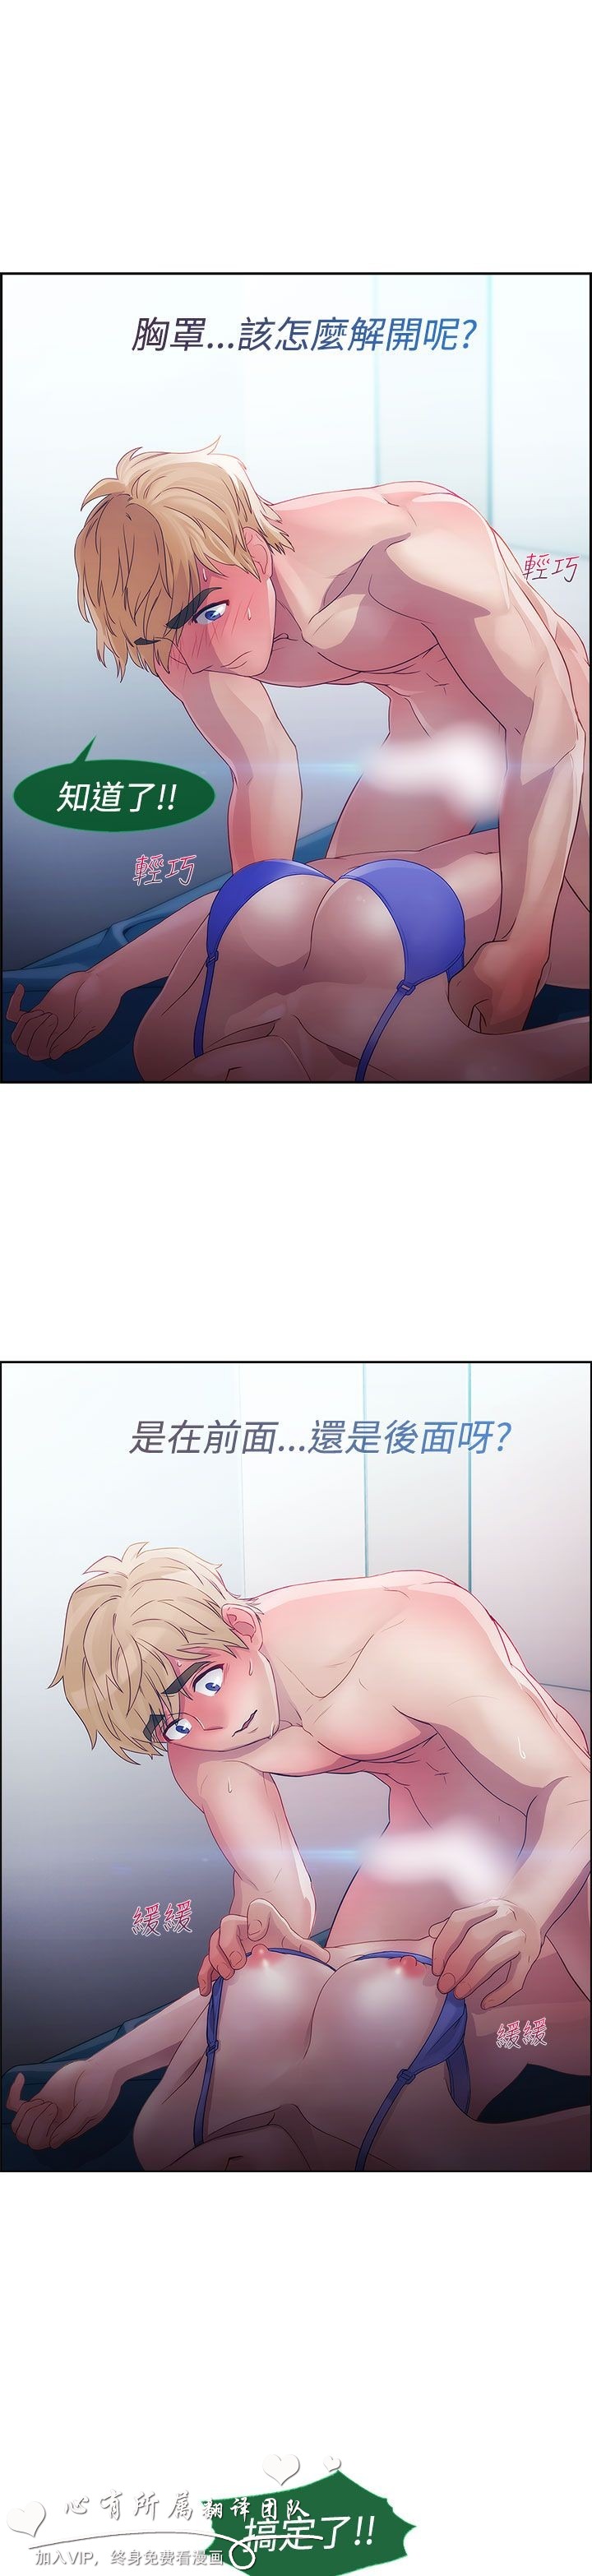 胸罩...該怎麼解開呢?
輕巧
知道了!!
輕巧
是在前面...還是後面呀?
緩緩
緩緩
搞定了!!
心有所属翻译团队
加入VIP，终身免费看漫画